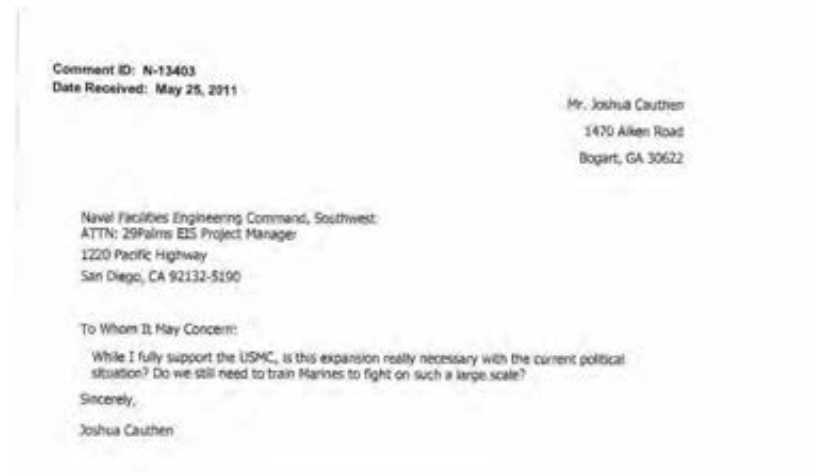 Comment ID: N-13403
Date Received: May 25, 2011
Mr. Joshua Cauthen
1470 Aiken Road
Bogart, GA 30622
Naval Facilities Engineering Command, Southwest
ATTN: 29Palms EIS Project Manager
1220 Pacific Highway
San Diego, CA 92132-5190
To Whom It May Concern:
While I fully support the USMC, is this expansion really necessary with the current political
situation? Do we still need to train Marines to fight on such a large scale?
Sincerely,
Joshua Cauthen